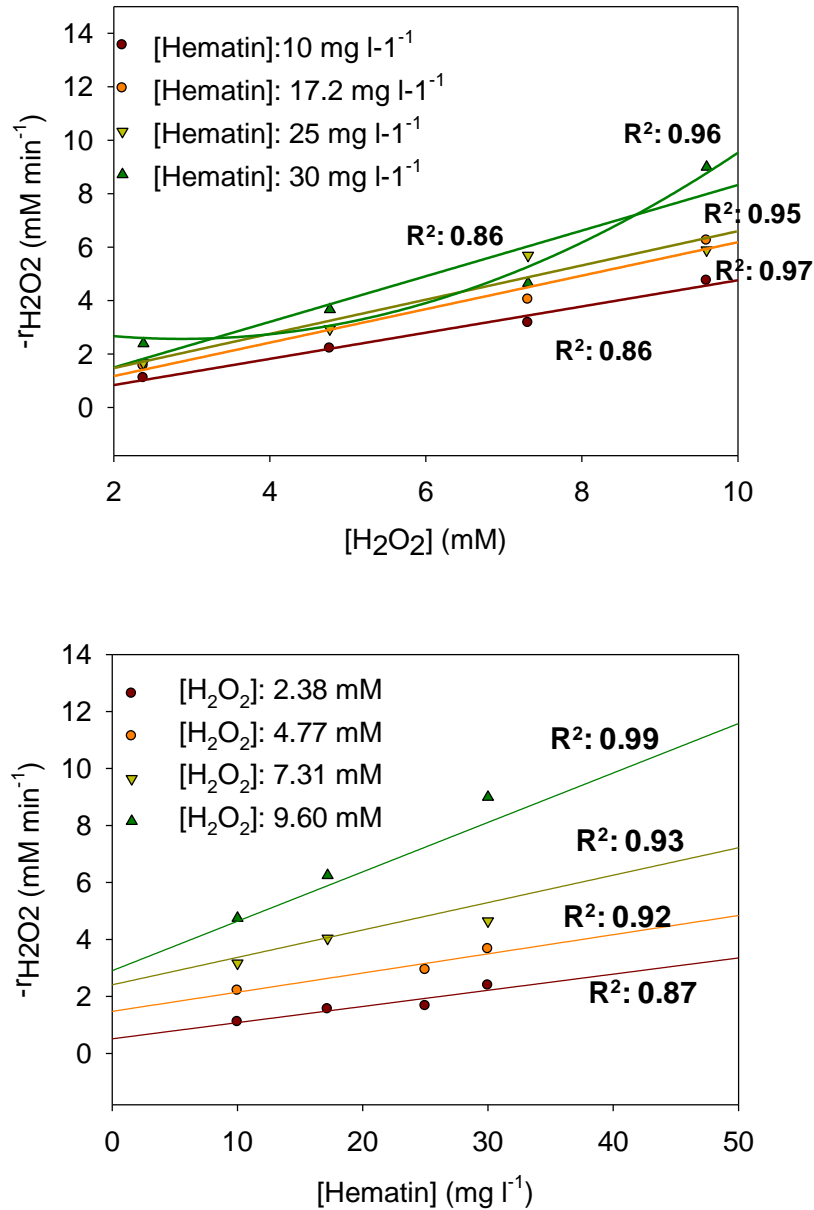 14
12
10
8
6
4
2
0
-rH2O2 (mM min-1)
[Hematin]:10 mg l-1-1
[Hematin]: 17.2 mg l-1-1
[Hematin]: 25 mg l-1-1
[Hematin]: 30 mg l-1-1
R2: 0.96
R2: 0.86
R2: 0.95
R2: 0.97
R2: 0.86
2 4 6 8 10
[H2O2] (mM)
14
12
10
8
6
4
2
0
-rH2O2 (mM min-1)
[H2O2]: 2.38 mM
[H2O2]: 4.77 mM
[H2O2]: 7.31 mM
[H2O2]: 9.60 mM
R2: 0.99
R2: 0.93
R2: 0.92
R2: 0.87
0 10 20 30 40 50
[Hematin] (mg l-1)